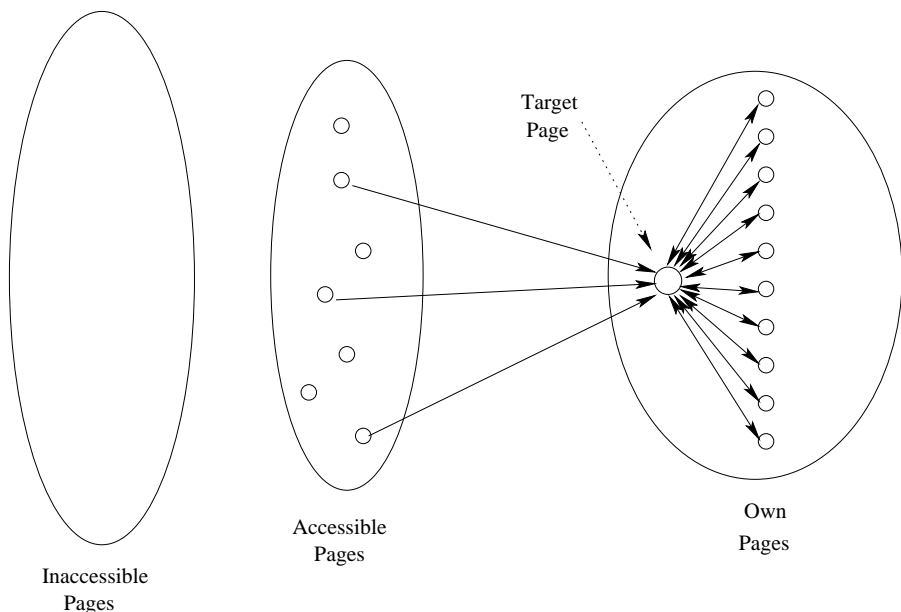 Target
Page
Inaccessible
Pages
Accessible
Pages
Own
Pages